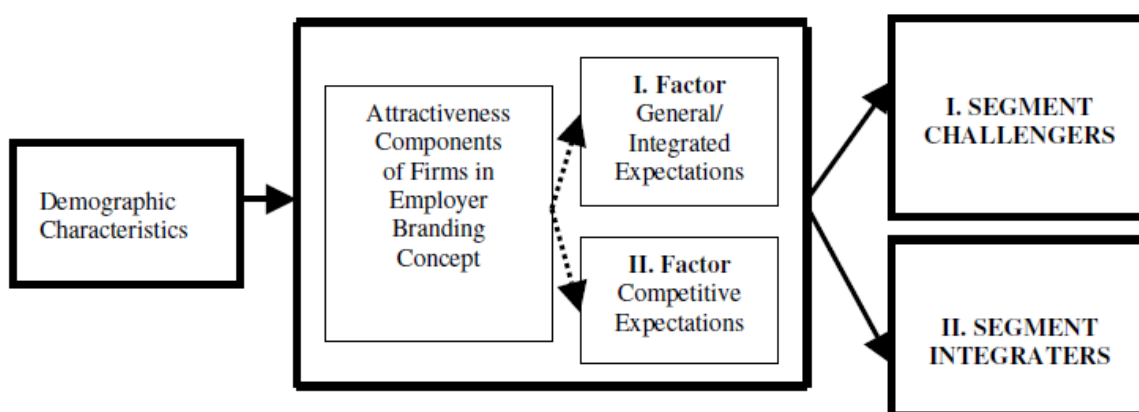 Demographic
Characteristics
Attractiveness
Components
of Firms in
Employer
Branding
Concept
I. Factor
General/
Integrated
Expectations
II. Factor
Competitive
Expectations
I. SEGMENT
CHALLENGERS
II. SEGMENT
INTEGRATERS